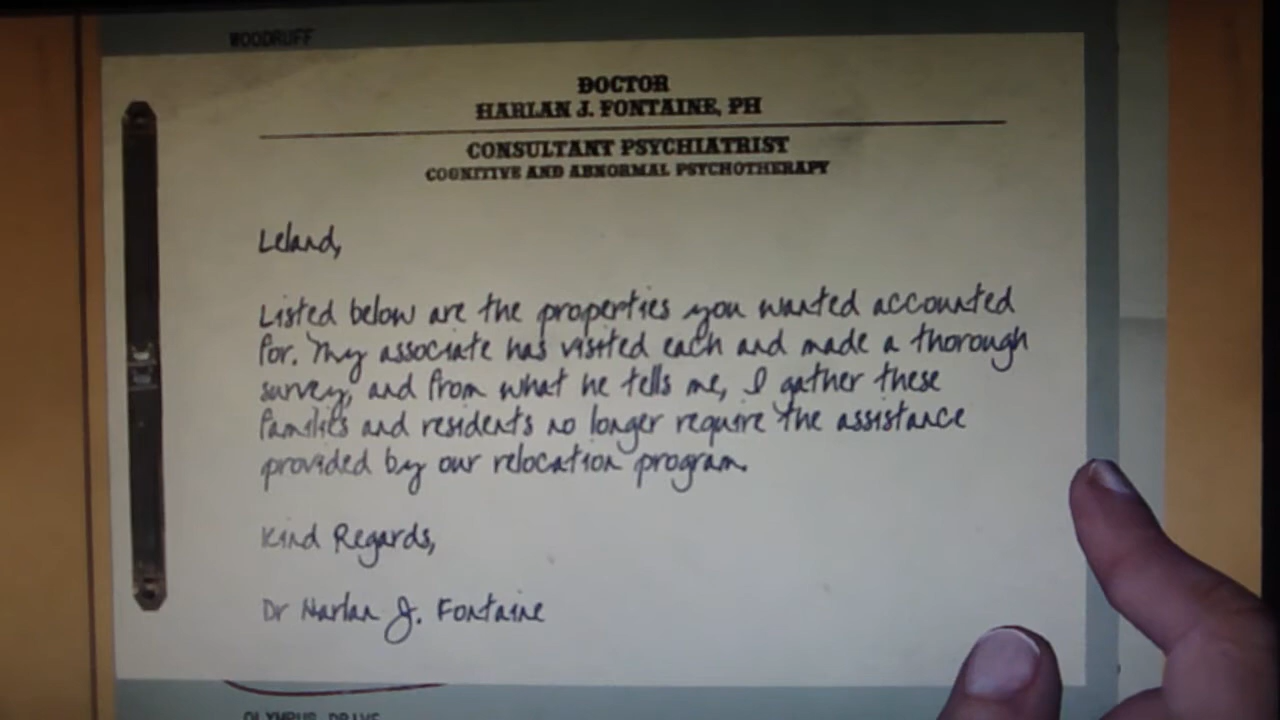 WOODRUFF
DOCTOR
HARLAN J. FONTAINE, PH
CONSULTANT PSYCHIATRIST
COGNITIVE AND ABNORMAL PSYCHOTHERAPY
Leland,
Listed below are the properties you wanted accounted
for. My associate has visited each and made a thorough
survey, and from what he tells me, I gather these
families and residents no longer require the assistance
provided by our relocation program.
Kind Regards,
Dr Harlan J. Fontaine
OLYMPUS DRIVE